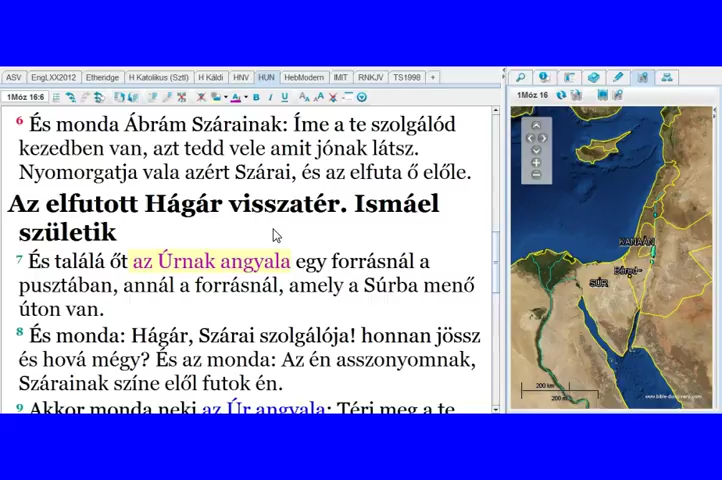 ASV EngLXX2012 Etheridge H Katolikus (SztI) H Káldi HNV HUN HebModern IMIT RNKJV TS1998 +
1Móz 16:6
1Móz 16
6 És monda Ábrám Szárainak: Íme a te szolgálód
kezedben van, azt tedd vele amit jónak látsz.
Nyomorgatja vala azért Szárai, és az elfuta ő előle.
Az elfutott Hágár visszatér. Ismáel
születik
7 És találá őt az Úrnak angyala egy forrásnál a
pusztában, annál a forrásnál, amely a Súrba menő
úton van.
8 És monda: Hágár, Szárai szolgálója! honnan jössz
és hová mégy? És az monda: Az én asszonyomnak,
Szárainak színe elől futok én.
9 Akkor monda neki az Úr angyala: Térj meg a te
KANAÁN
Béred
SÚR
200 km
200 m